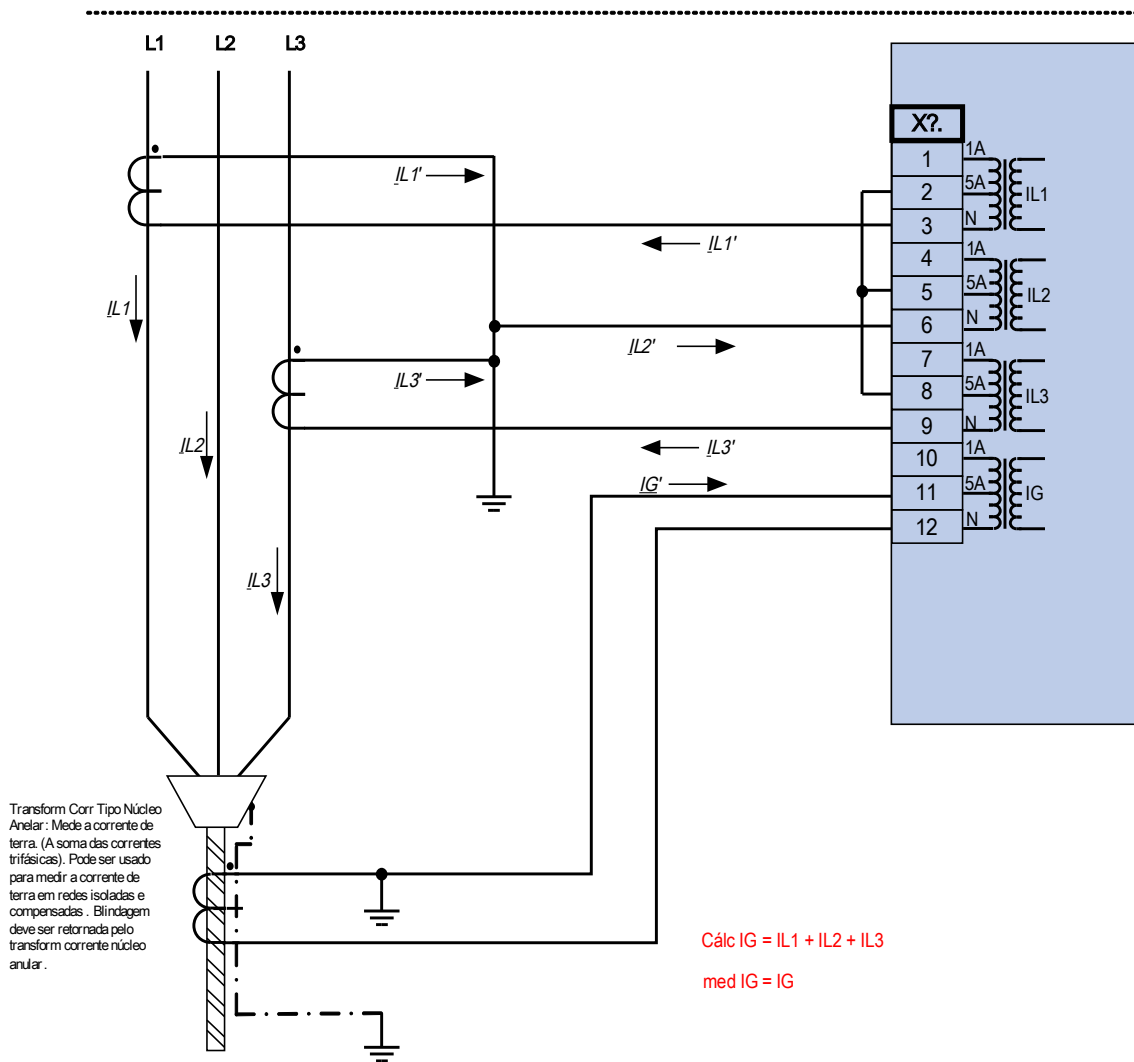 L1 L2 L3
X?.
1 1A
2 5A IL1
3 N
4 1A
5 5A IL2
6 N
7 1A
8 5A IL3
9 N
10 1A
11 5A IG
12 N
IL1'
IL1'
IL1
IL2'
IL3'
IL2
IL3'
IG'
IL3
Transform Corr Tipo Núcleo
Anelar: Mede a corrente de
terra. (A soma das correntes
trifásicas). Pode ser usado
para medir a corrente de
terra em redes isoladas e
compensadas. Blindagem
deve ser retornada pelo
transform corrente núcleo
anular.
Cálc IG = IL1 + IL2 + IL3
med IG = IG